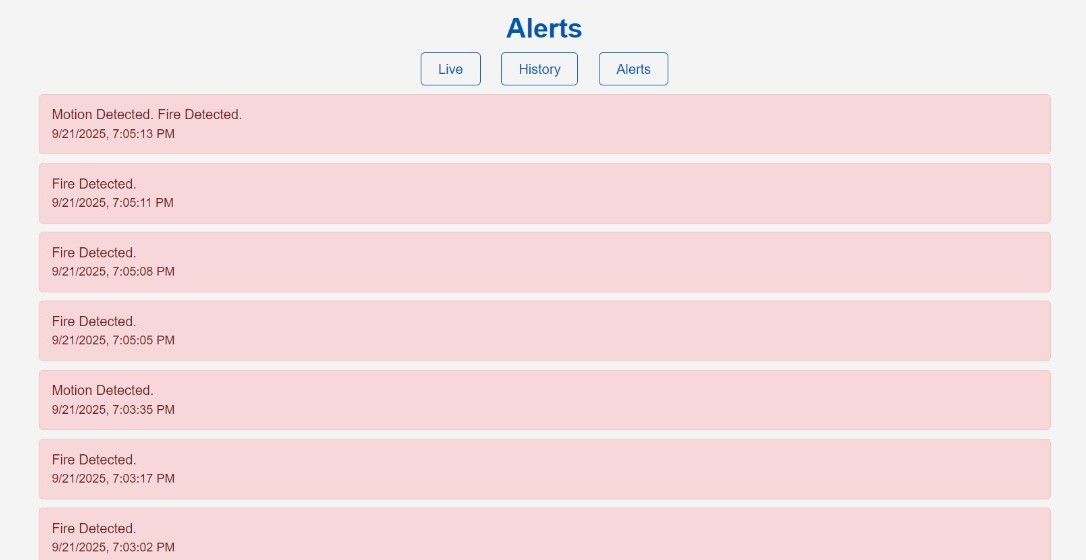 Alerts
Live History Alerts
Motion Detected. Fire Detected.
9/21/2025, 7:05:13 PM
Fire Detected.
9/21/2025, 7:05:11 PM
Fire Detected.
9/21/2025, 7:05:08 PM
Fire Detected.
9/21/2025, 7:05:05 PM
Motion Detected.
9/21/2025, 7:03:35 PM
Fire Detected.
9/21/2025, 7:03:17 PM
Fire Detected.
9/21/2025, 7:03:02 PM